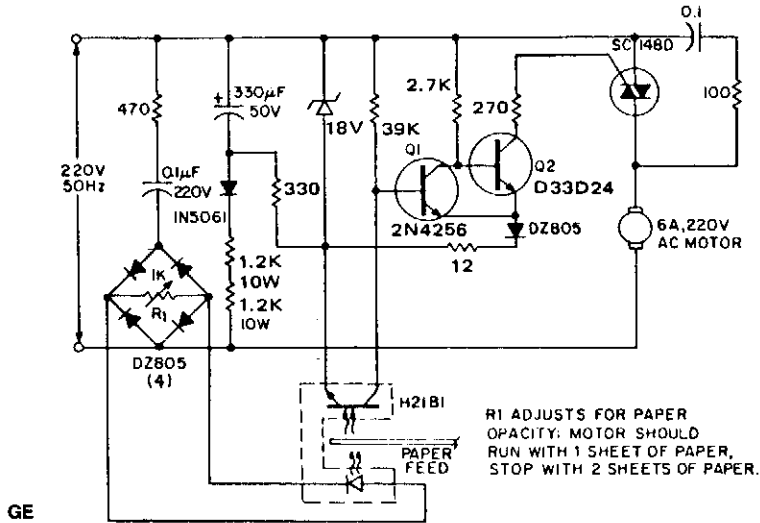 0.1
SC 148D
330µF
50V
2.7K
470
18V
39K
270
100
Q1
220V
50Hz
0.1µF
220V
330
Q2
D33D24
1N5061
2N4256
DZ805
6A, 220V
AC MOTOR
1K
1.2K
10W
12
R1
1.2K
10W
DZ805
(4)
H21B1
PAPER
FEED
R1 ADJUSTS FOR PAPER
OPACITY: MOTOR SHOULD
RUN WITH 1 SHEET OF PAPER,
STOP WITH 2 SHEETS OF PAPER.
GE